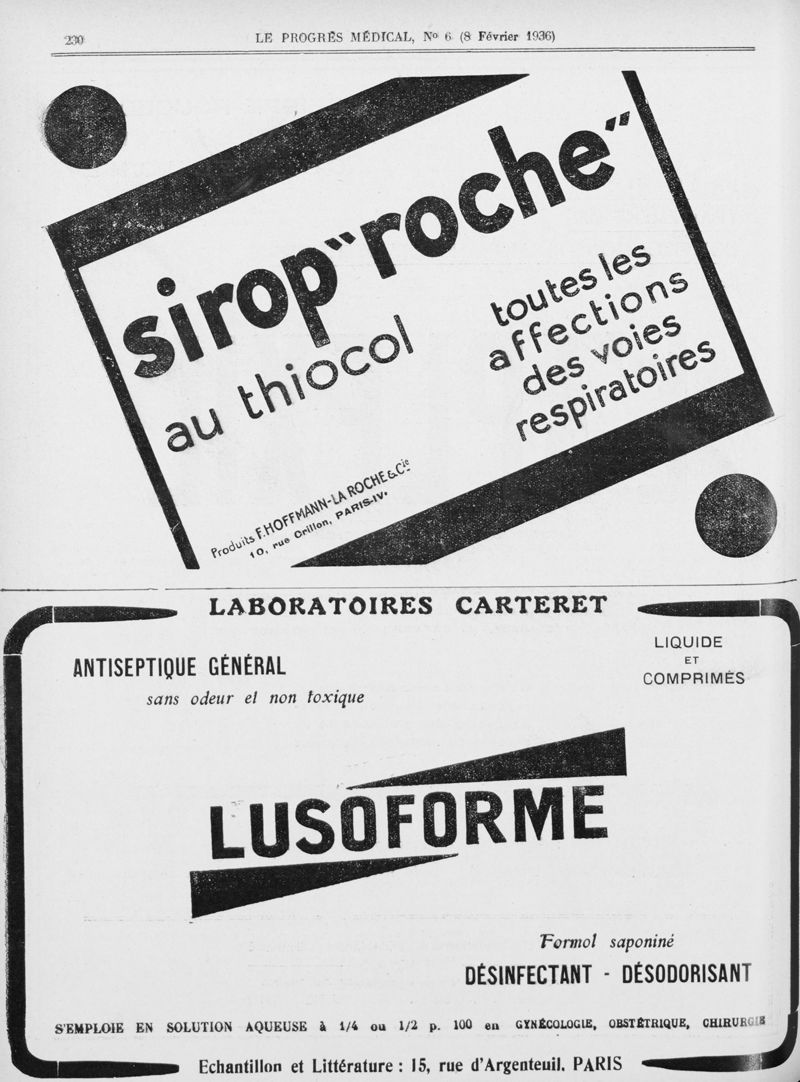 230
LE PROGRÈS MÉDICAL, No 6 (8 Février 1936)
sirop "roche"
au thiocol
toutes les
affections
des voies
respiratoires
Produits F. HOFFMANN-LA ROCHE & Cie
10, rue Crillon, PARIS-IVe
LABORATOIRES CARTERET
ANTISEPTIQUE GÉNÉRAL
sans odeur et non toxique
LIQUIDE
ET
COMPRIMÉS
LUSOFORME
Formol saponiné
DÉSINFECTANT - DÉSODORISANT
S'EMPLOIE EN SOLUTION AQUEUSE à 1/4 ou 1/2 p. 100 en GYNÉCOLOGIE, OBSTÉTRIQUE, CHIRURGIE
Echantillon et Littérature : 15, rue d'Argenteuil. PARIS